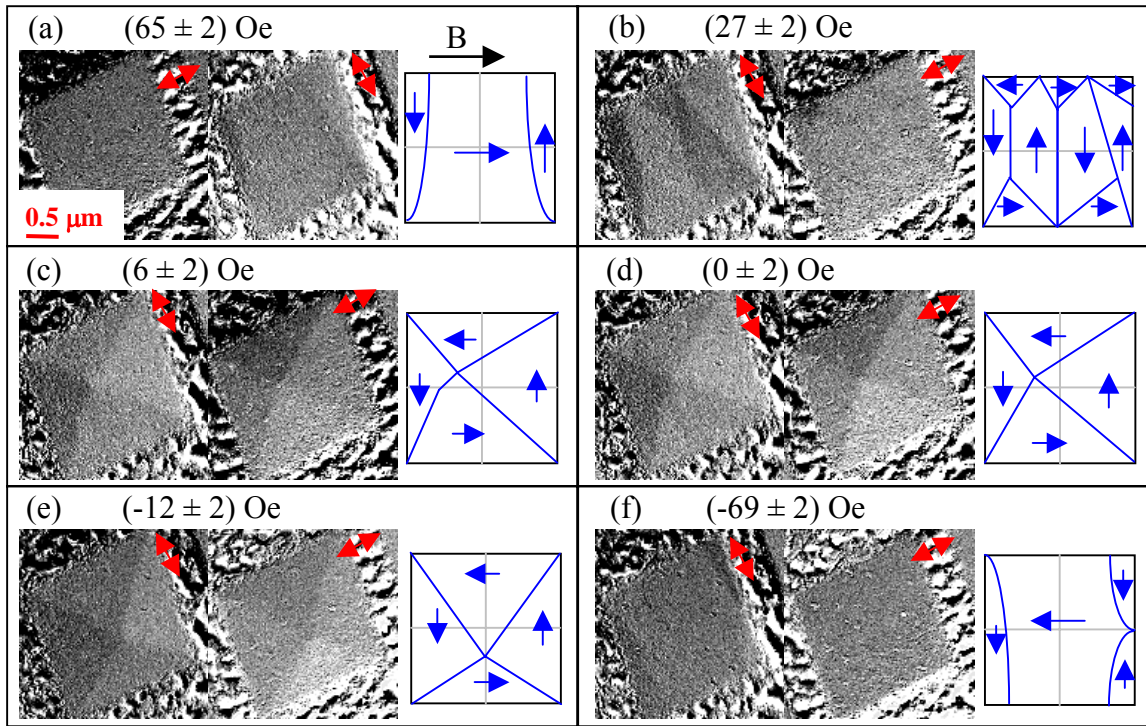 (a) (65 ± 2) Oe
B
0.5 μm
(b) (27 ± 2) Oe
(c) (6 ± 2) Oe
(d) (0 ± 2) Oe
(e) (-12 ± 2) Oe
(f) (-69 ± 2) Oe